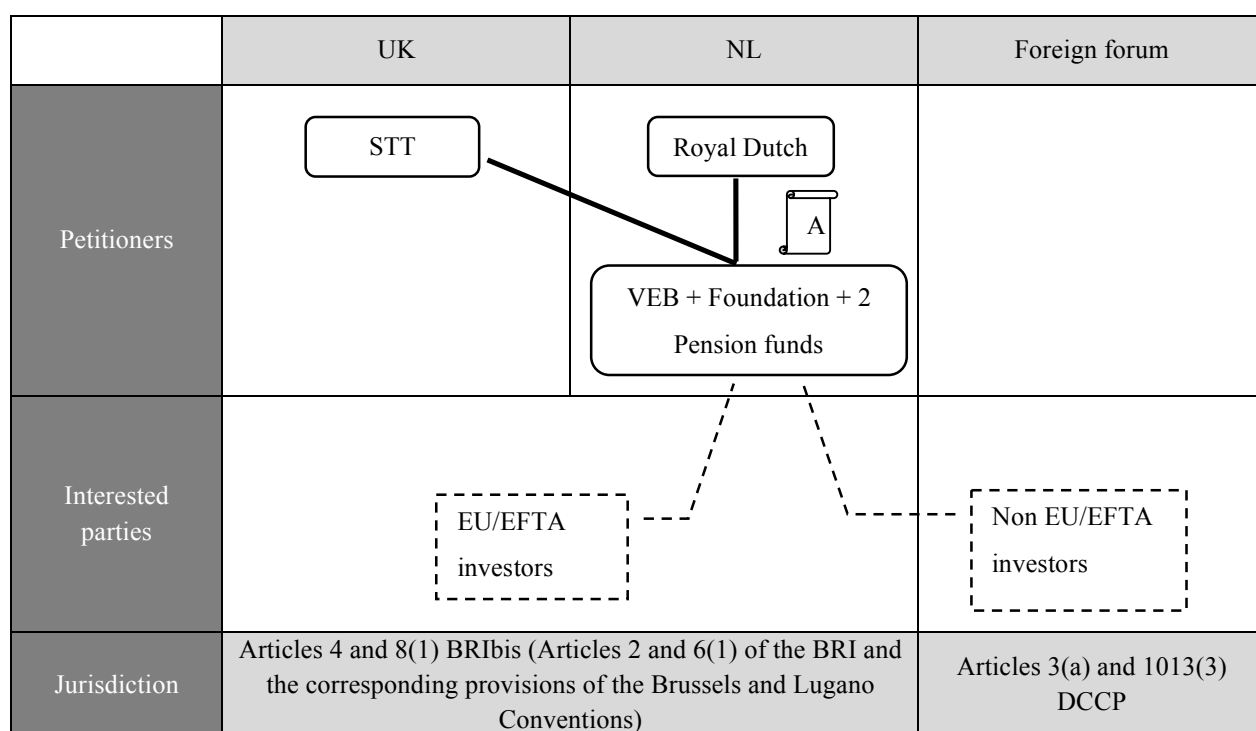 UK
NL
Foreign forum
Petitioners
STT
Royal Dutch
A
VEB + Foundation + 2
Pension funds
Interested
parties
EU/EFTA
investors
Non EU/EFTA
investors
Jurisdiction
Articles 4 and 8(1) BRIbis (Articles 2 and 6(1) of the BRI and
the corresponding provisions of the Brussels and Lugano
Conventions)
Articles 3(a) and 1013(3)
DCCP